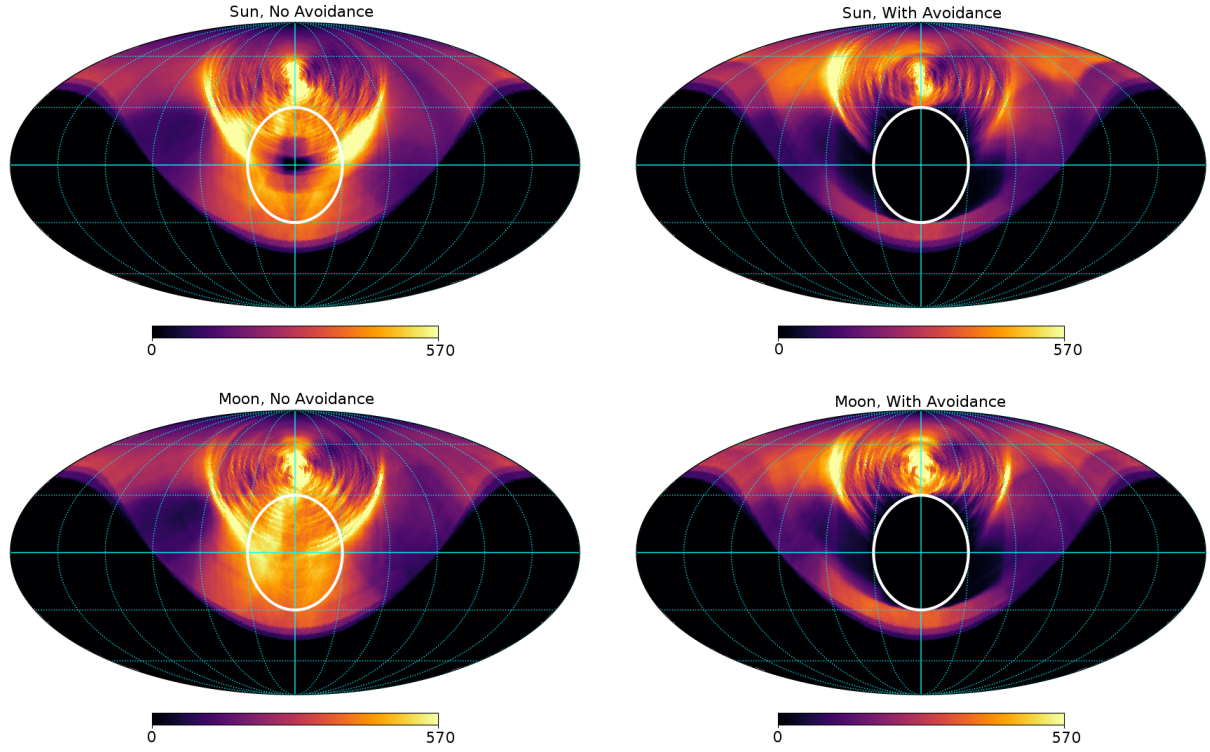 Sun, No Avoidance
Sun, With Avoidance
0 570
0 570
Moon, No Avoidance
Moon, With Avoidance
0 570
0 570